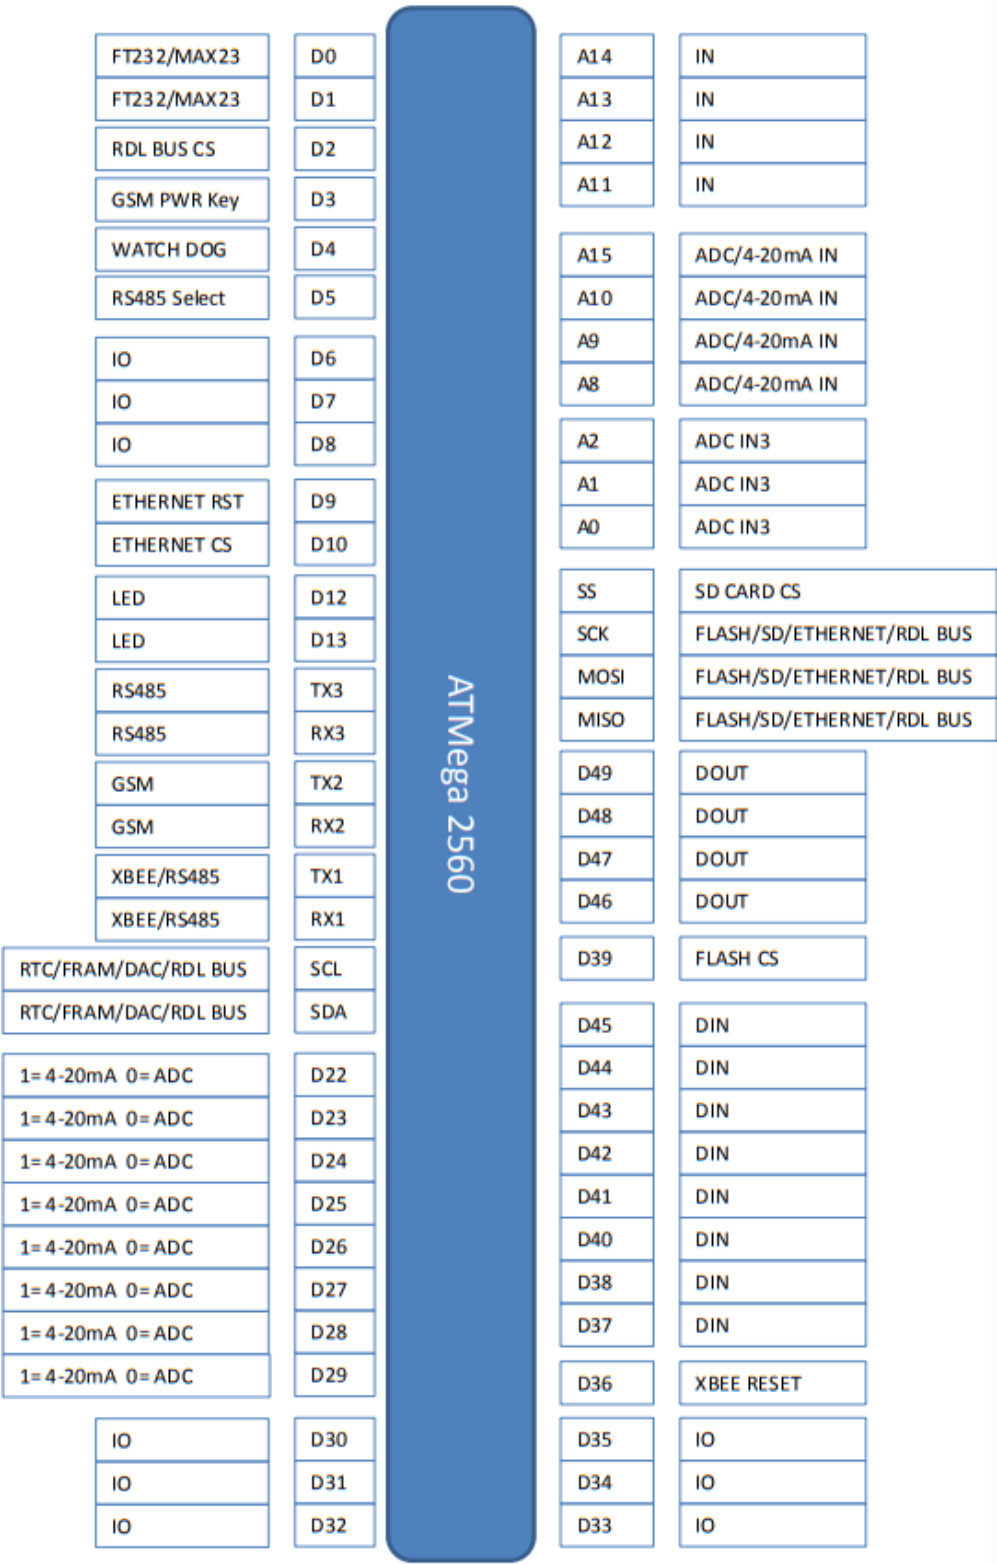 FT232/MAX23 D0
FT232/MAX23 D1
RDL BUS CS D2
GSM PWR Key D3
WATCH DOG D4
RS485 Select D5
IO D6
IO D7
IO D8
ETHERNET RST D9
ETHERNET CS D10
LED D12
LED D13
RS485 TX3
RS485 RX3
GSM TX2
GSM RX2
XBEE/RS485 TX1
XBEE/RS485 RX1
RTC/FRAM/DAC/RDL BUS SCL
RTC/FRAM/DAC/RDL BUS SDA
1=4-20mA 0=ADC D22
1=4-20mA 0=ADC D23
1=4-20mA 0=ADC D24
1=4-20mA 0=ADC D25
1=4-20mA 0=ADC D26
1=4-20mA 0=ADC D27
1=4-20mA 0=ADC D28
1=4-20mA 0=ADC D29
IO D30
IO D31
IO D32
ATMega 2560
A14 IN
A13 IN
A12 IN
A11 IN
A15 ADC/4-20mA IN
A10 ADC/4-20mA IN
A9 ADC/4-20mA IN
A8 ADC/4-20mA IN
A2 ADC IN3
A1 ADC IN3
A0 ADC IN3
SS SD CARD CS
SCK FLASH/SD/ETHERNET/RDL BUS
MOSI FLASH/SD/ETHERNET/RDL BUS
MISO FLASH/SD/ETHERNET/RDL BUS
D49 DOUT
D48 DOUT
D47 DOUT
D46 DOUT
D39 FLASH CS
D45 DIN
D44 DIN
D43 DIN
D42 DIN
D41 DIN
D40 DIN
D38 DIN
D37 DIN
D36 XBEE RESET
D35 IO
D34 IO
D33 IO